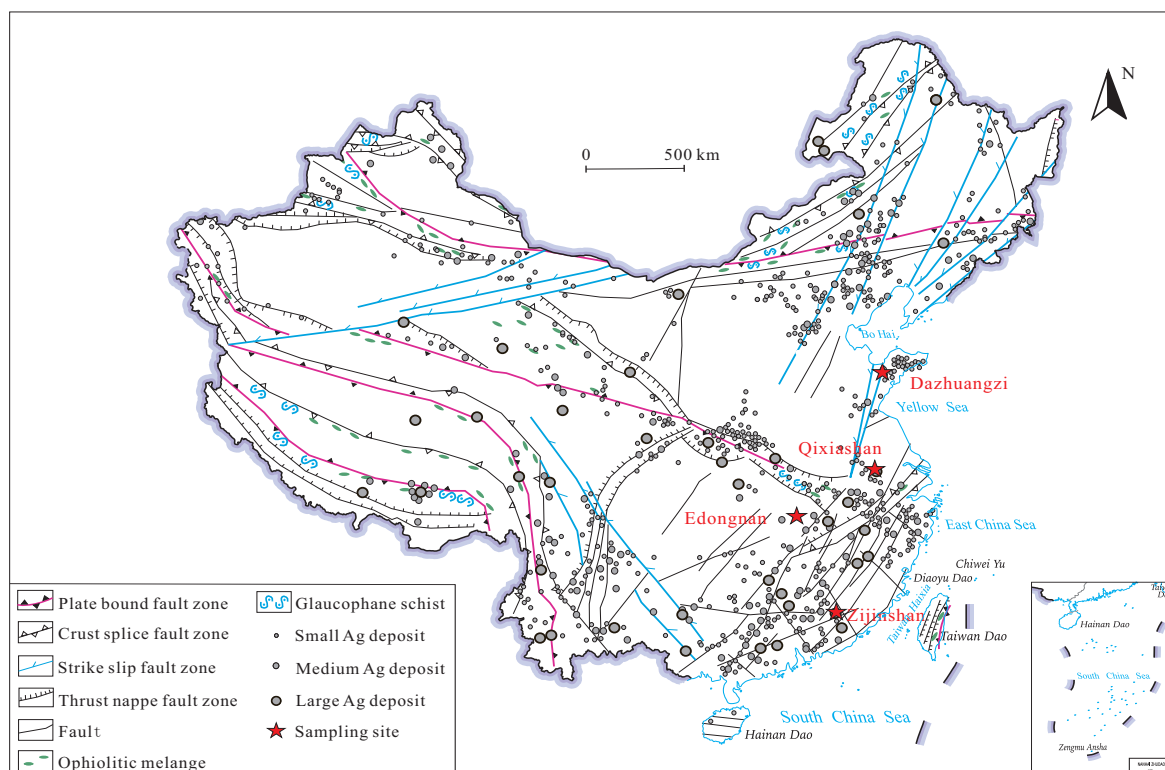 N
0 500 km
Bo Hai
Dazhuangzi
Yellow Sea
Qixiashan
Edongnan
East China Sea
Chiwei Yu
Diaoyu Dao
Zijinshan
Taiwan Haixia
Taiwan Dao
South China Sea
Hainan Dao
Plate bound fault zone
Crust splice fault zone
Strike slip fault zone
Thrust nappe fault zone
Fault
Ophiolitic melange
Glaucophane schist
Small Ag deposit
Medium Ag deposit
Large Ag deposit
Sampling site
Hainan Dao
South China Sea
Zengmu Ansha